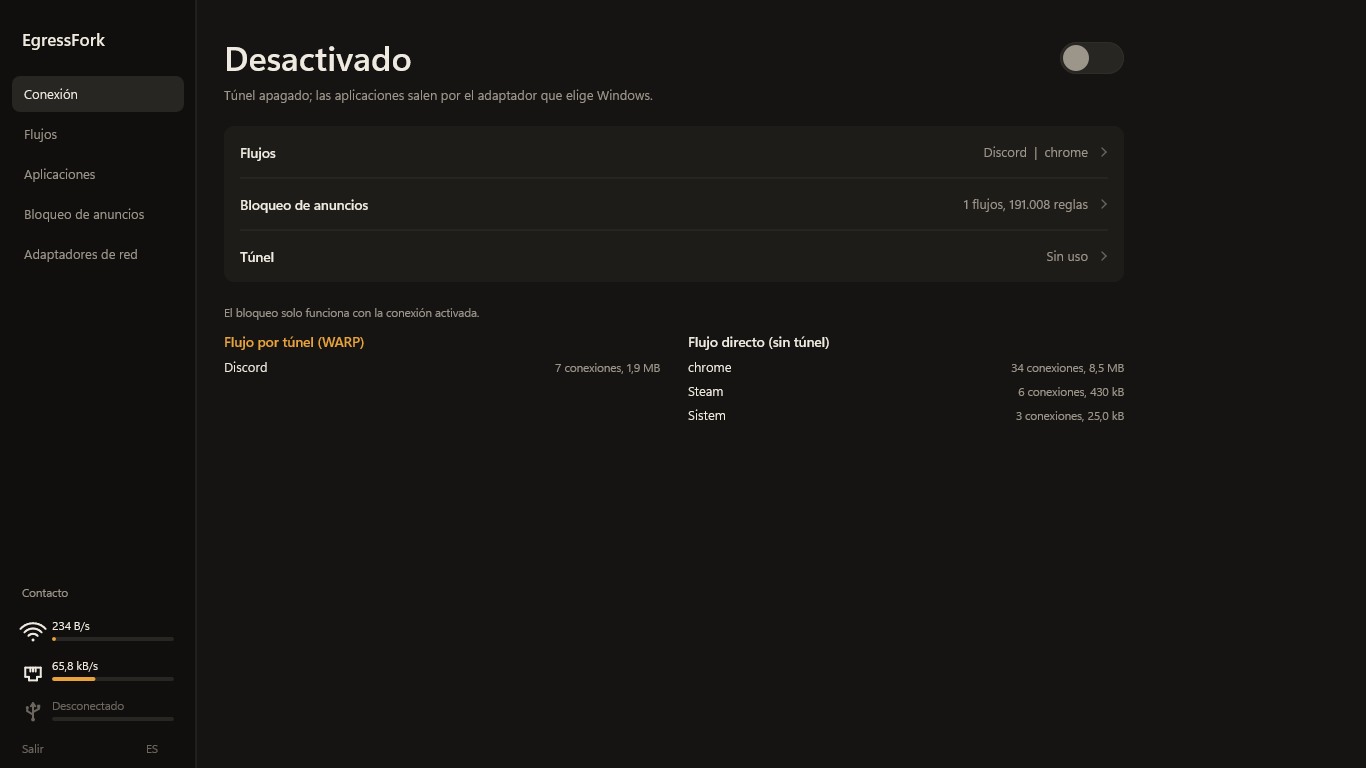 EgressFork
Conexión
Flujos
Aplicaciones
Bloqueo de anuncios
Adaptadores de red
Contacto
234 B/s
65,8 kB/s
Desconectado
Salir ES
Desactivado
Túnel apagado; las aplicaciones salen por el adaptador que elige Windows.
Flujos Discord | chrome
Bloqueo de anuncios 1 flujos, 191.008 reglas
Túnel Sin uso
El bloqueo solo funciona con la conexión activada.
Flujo por túnel (WARP)
Discord 7 conexiones, 1,9 MB
Flujo directo (sin túnel)
chrome 34 conexiones, 8,5 MB
Steam 6 conexiones, 430 kB
Sistem 3 conexiones, 25,0 kB